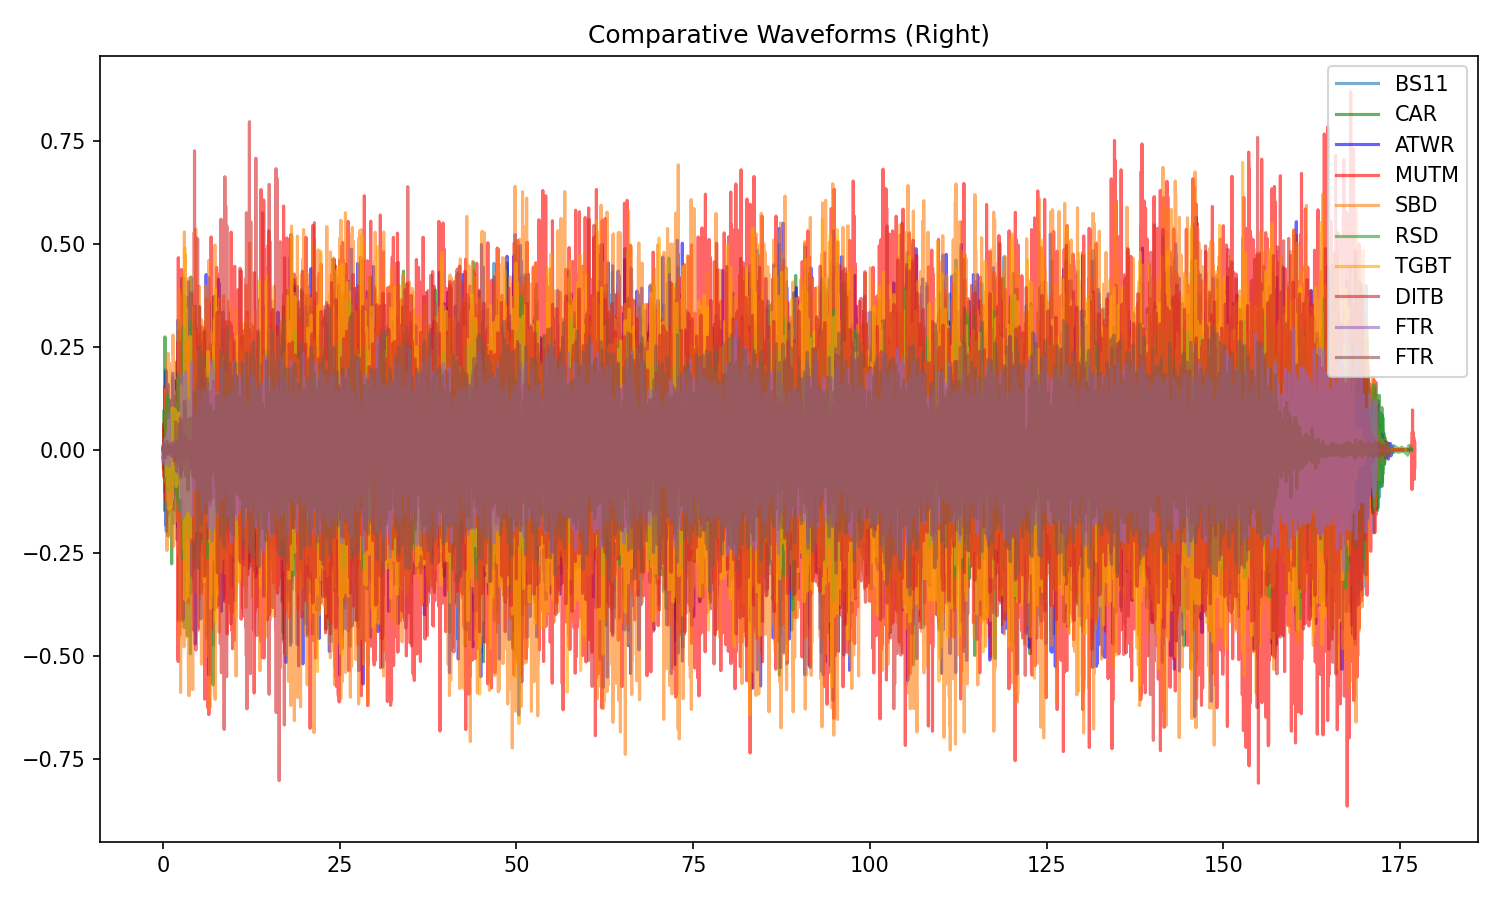 Comparative Waveforms (Right)
BS11
CAR
ATWR
MUTM
SBD
RSD
TGBT
DITB
FTR
FTR
0.75
0.50
0.25
0.00
−0.25
−0.50
−0.75
0 25 50 75 100 125 150 175